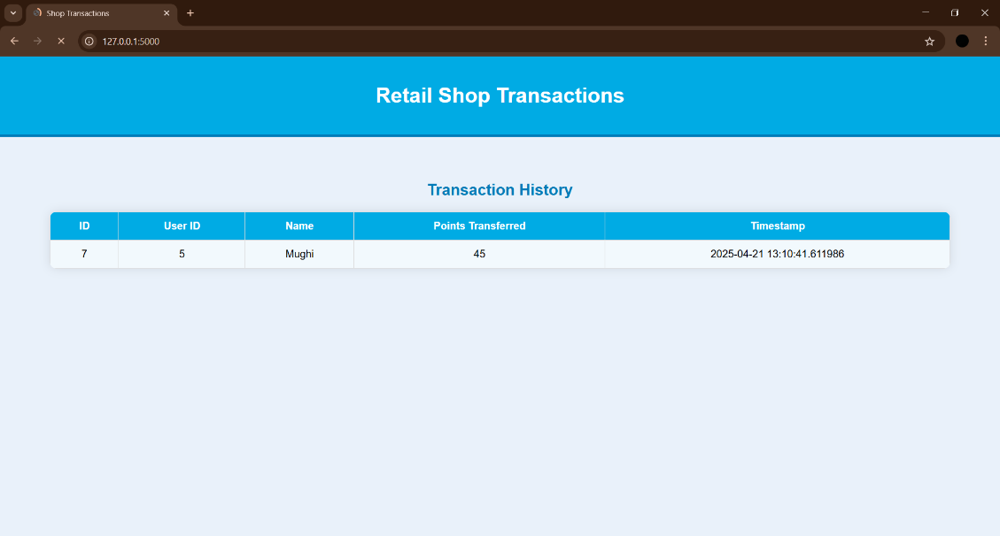 Shop Transactions
127.0.0.1:5000
Retail Shop Transactions
Transaction History
ID User ID Name Points Transferred Timestamp
7 5 Mughi 45 2025-04-21 13:10:41.611986